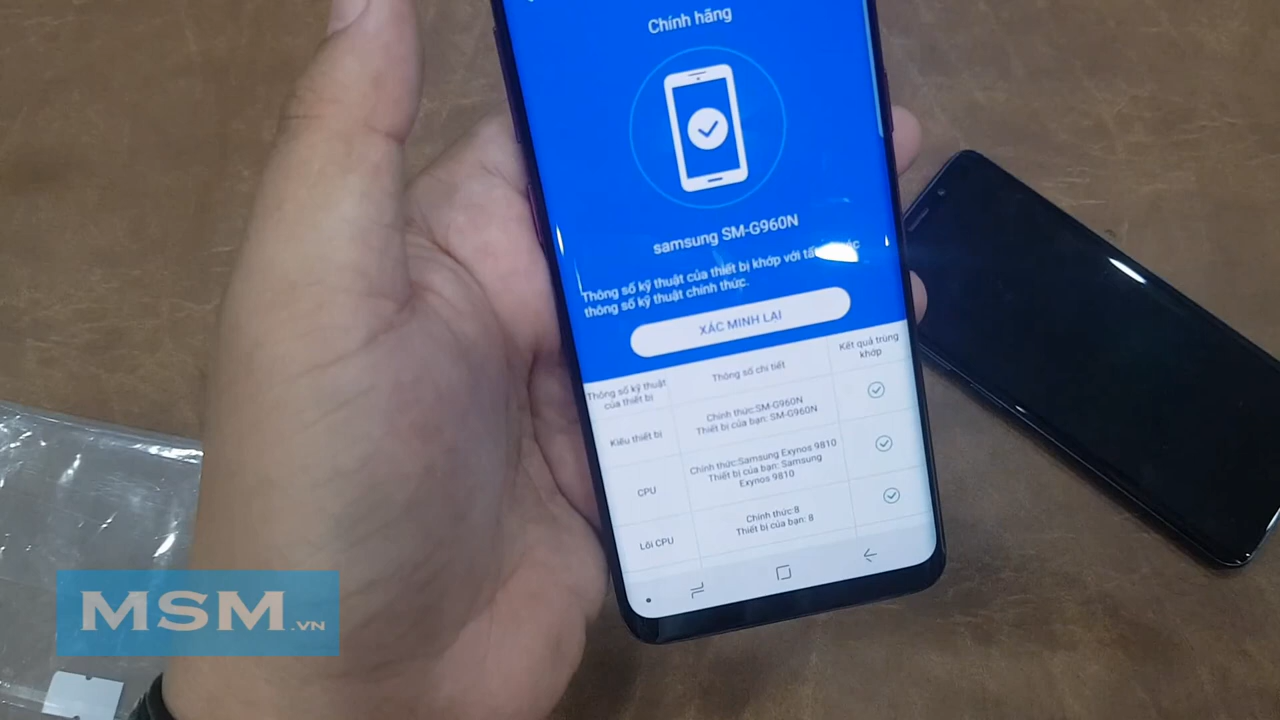 Chính hãng
samsung SM-G960N
Thông số kỹ thuật của thiết bị khớp với
thông số kỹ thuật chính thức.
XÁC MINH LẠI
Thông số kỹ thuật
của thiết bị
Thông số chi tiết
Kết quả trùng
khớp
Kiểu thiết bị
Chính thức:SM-G960N
Thiết bị của bạn: SM-G960N
CPU
Chính thức:Samsung Exynos 9810
Thiết bị của bạn: Samsung
Exynos 9810
Lõi CPU
Chính thức:8
Thiết bị của bạn: 8
MSM.VN